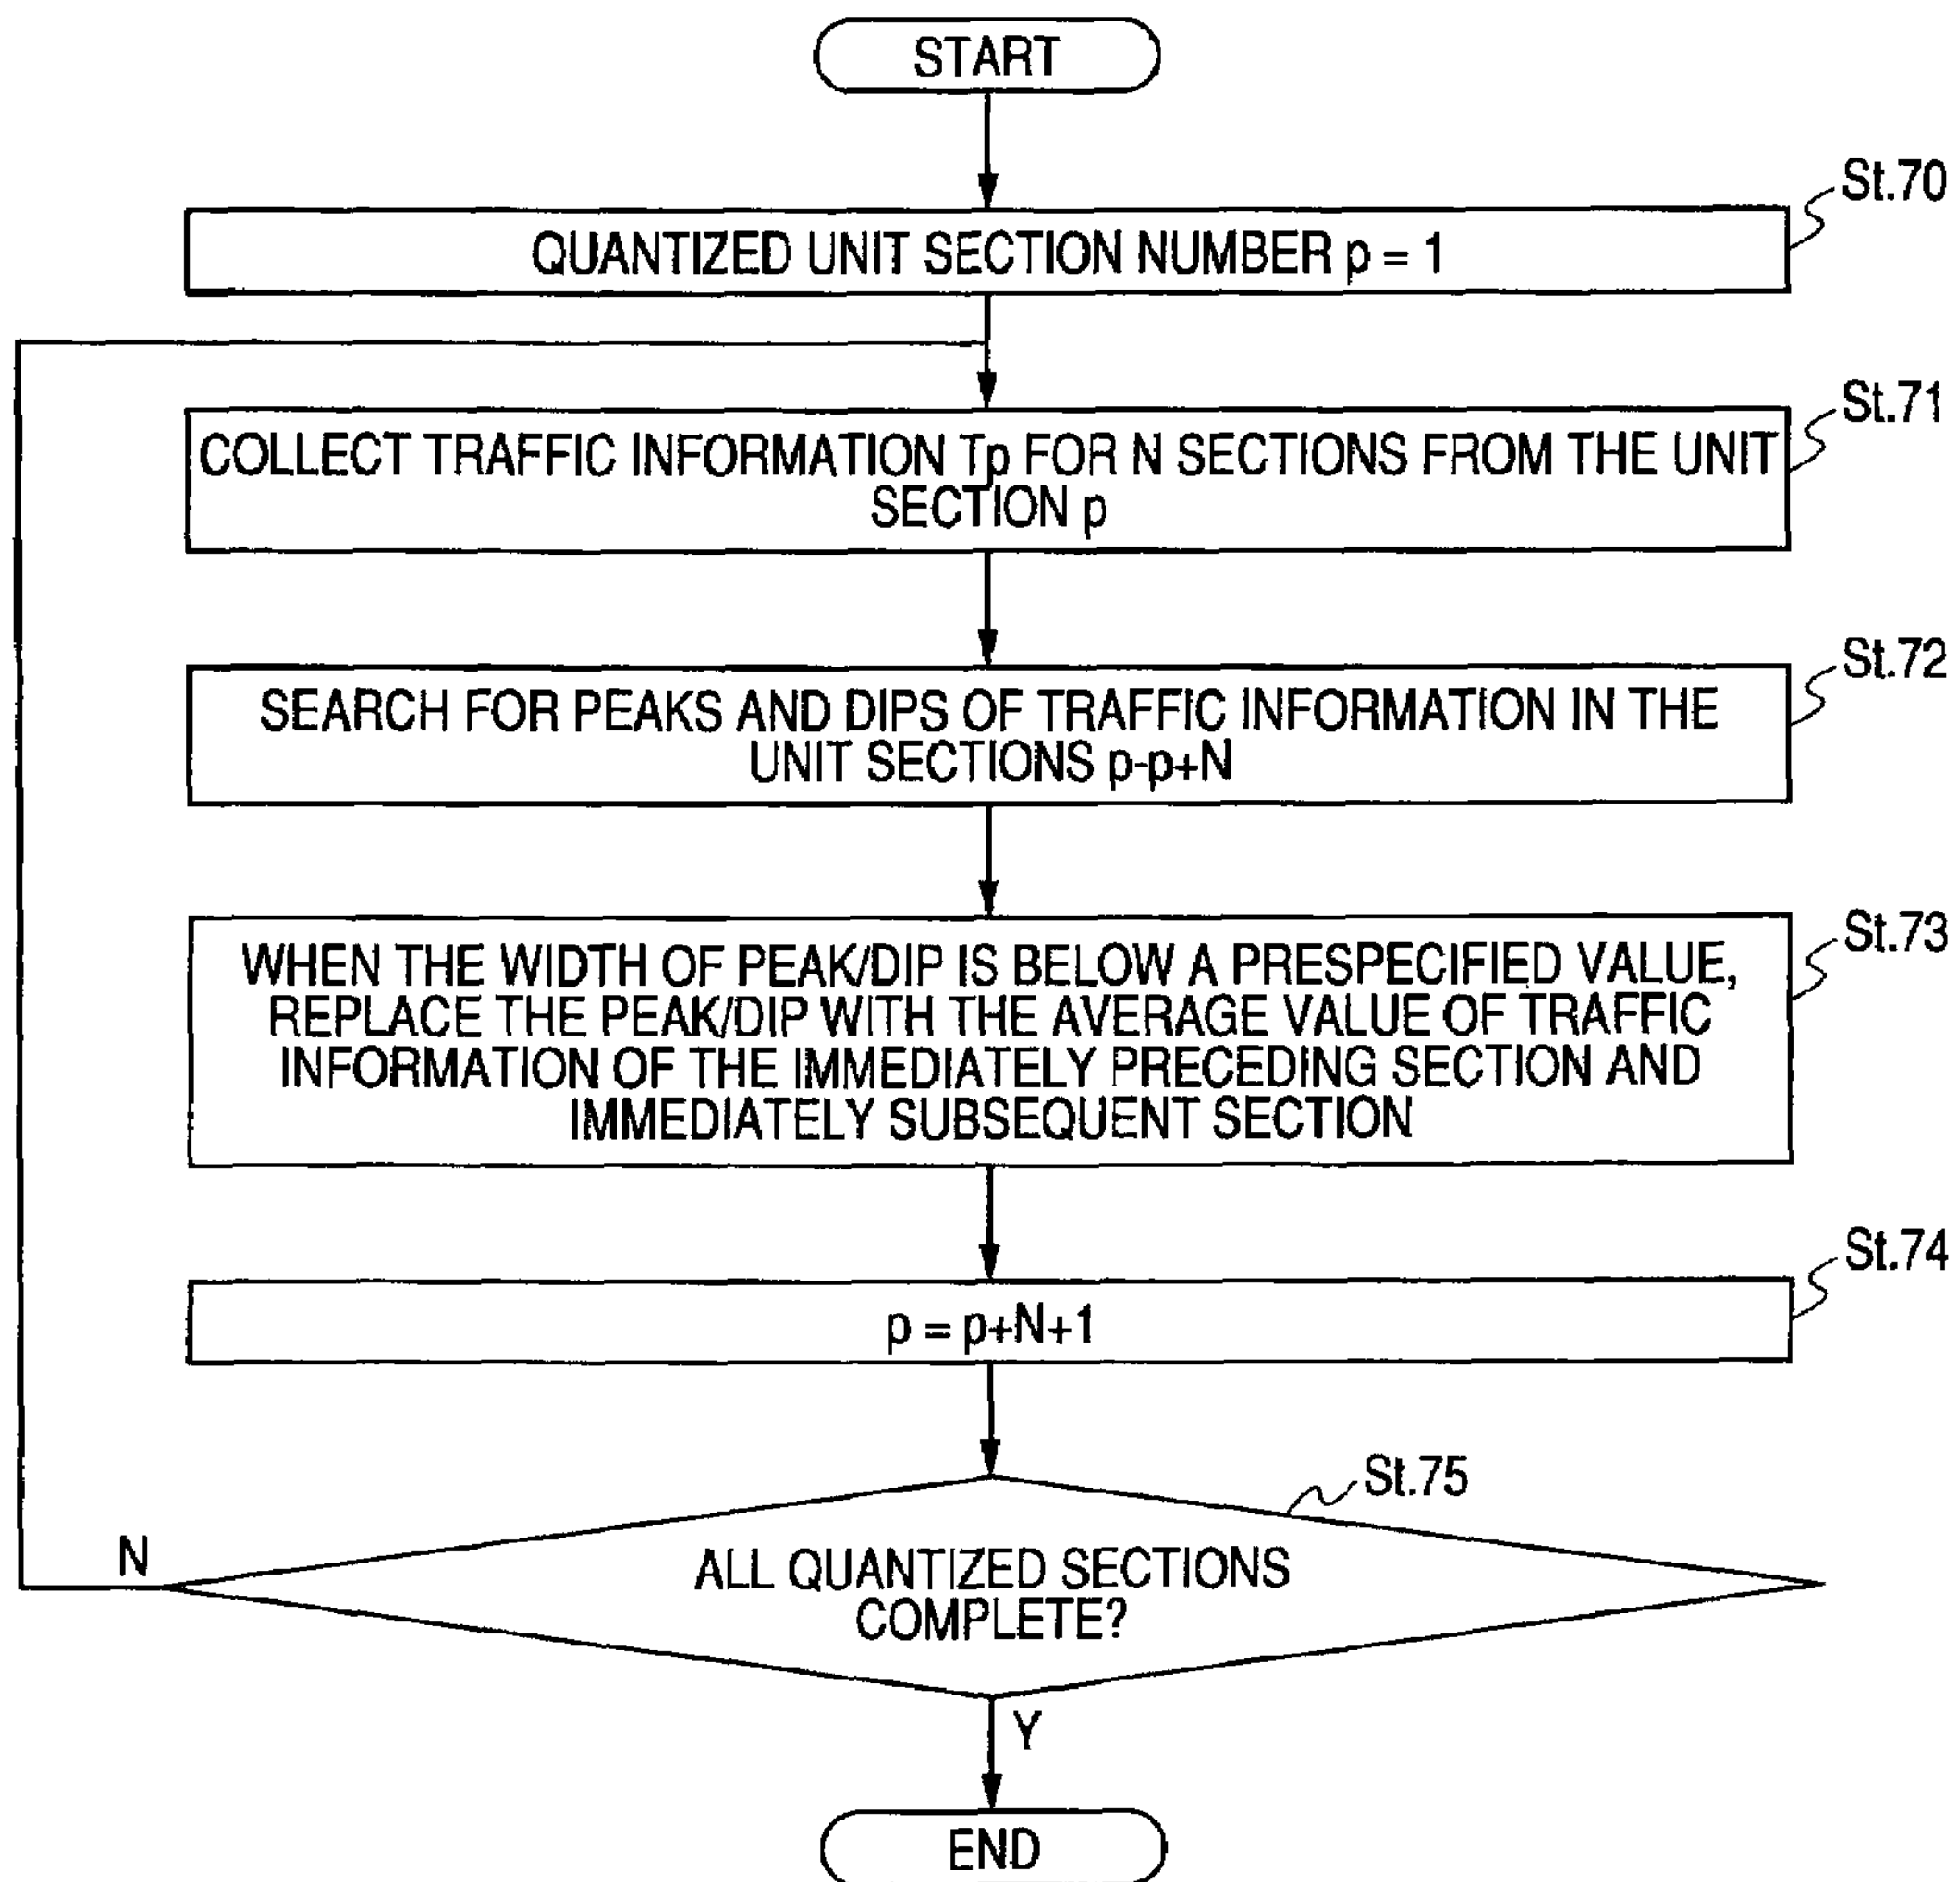 START
St.70
QUANTIZED UNIT SECTION NUMBER p = 1
St.71
COLLECT TRAFFIC INFORMATION Tp FOR N SECTIONS FROM THE UNIT
SECTION p
St.72
SEARCH FOR PEAKS AND DIPS OF TRAFFIC INFORMATION IN THE
UNIT SECTIONS p-p+N
St.73
WHEN THE WIDTH OF PEAK/DIP IS BELOW A PRESPECIFIED VALUE,
REPLACE THE PEAK/DIP WITH THE AVERAGE VALUE OF TRAFFIC
INFORMATION OF THE IMMEDIATELY PRECEDING SECTION AND
IMMEDIATELY SUBSEQUENT SECTION
St.74
p = p+N+1
St.75
N
ALL QUANTIZED SECTIONS
COMPLETE?
Y
END